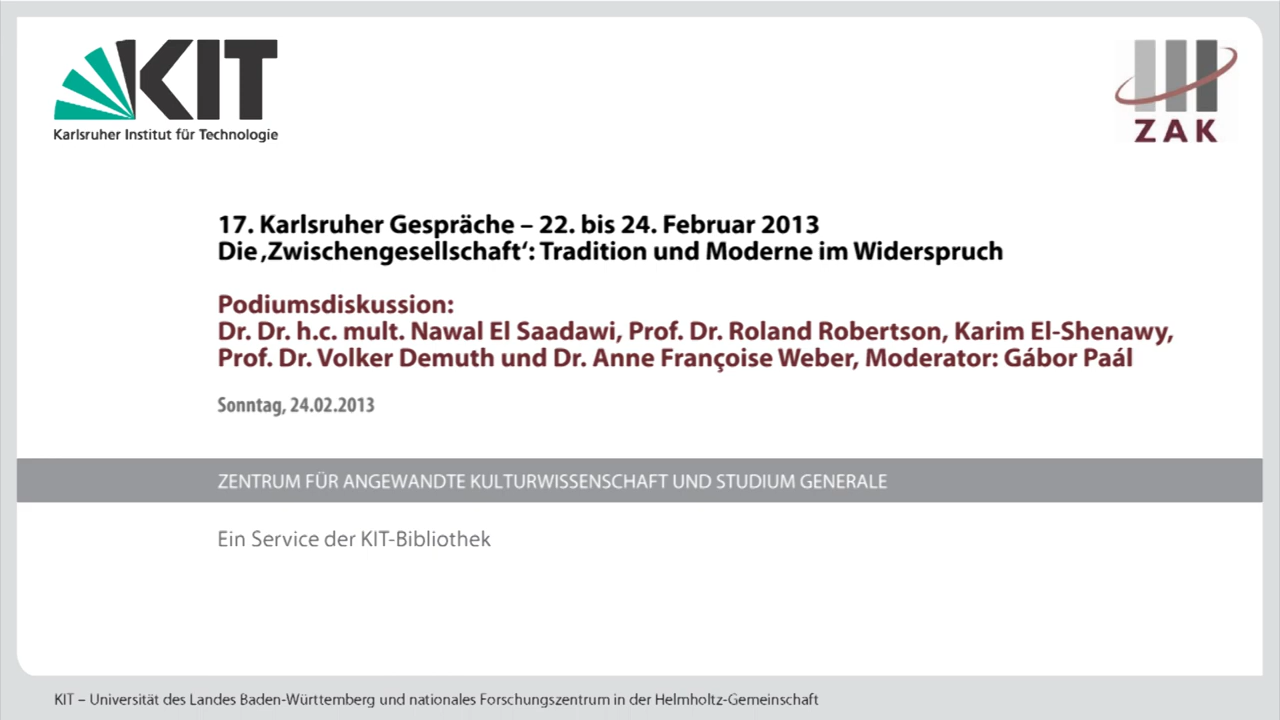 KIT
Karlsruher Institut für Technologie
ZAK
17. Karlsruher Gespräche – 22. bis 24. Februar 2013
Die ‚Zwischengesellschaft‘: Tradition und Moderne im Widerspruch
Podiumsdiskussion:
Dr. Dr. h.c. mult. Nawal El Saadawi, Prof. Dr. Roland Robertson, Karim El-Shenawy,
Prof. Dr. Volker Demuth und Dr. Anne Françoise Weber, Moderator: Gábor Paál
Sonntag, 24.02.2013
ZENTRUM FÜR ANGEWANDTE KULTURWISSENSCHAFT UND STUDIUM GENERALE
Ein Service der KIT-Bibliothek
KIT – Universität des Landes Baden-Württemberg und nationales Forschungszentrum in der Helmholtz-Gemeinschaft